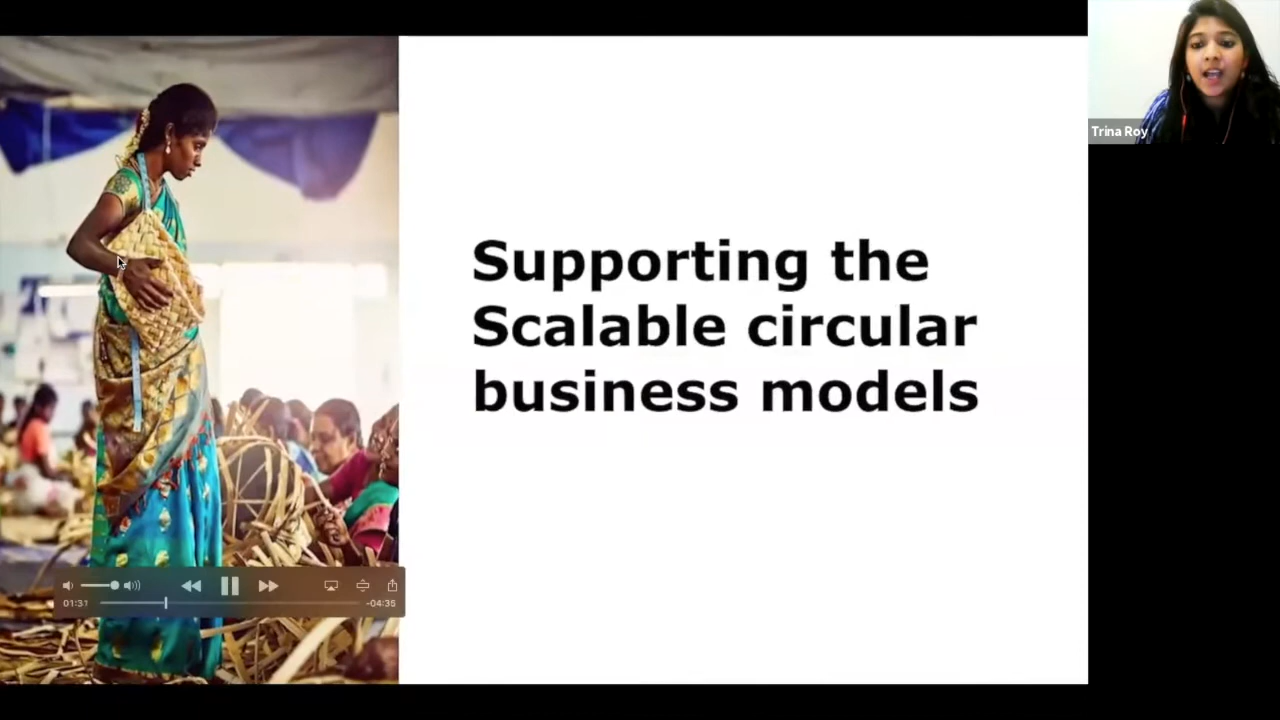 Trina Roy
Supporting the
Scalable circular
business models
01:31
-04:35